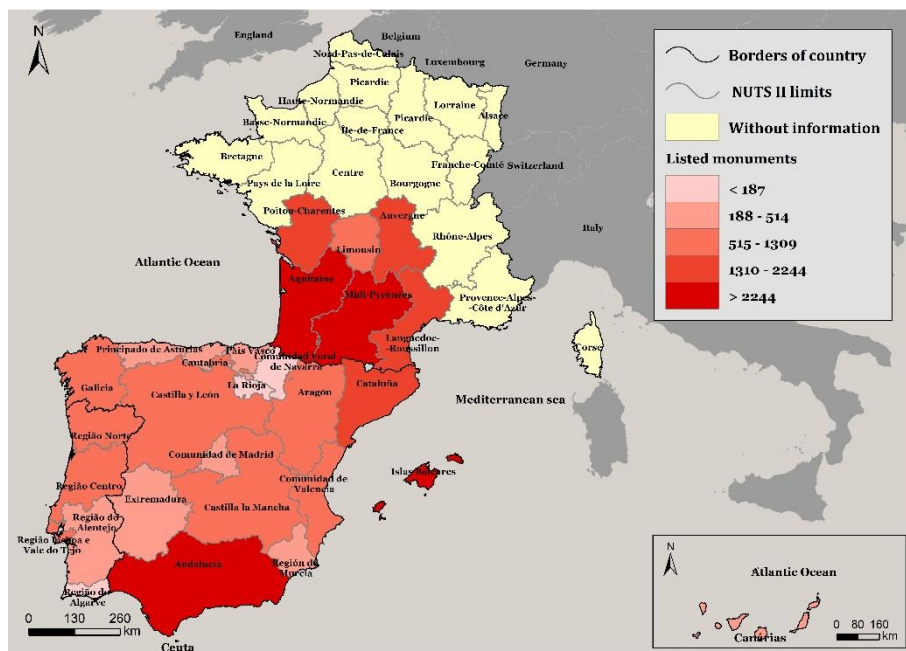 N
England
Belgium
Nord-Pas-de-Calais
Luxembourg
Germany
Picardie
Haute-Normandie
Lorraine
Basse-Normandie
Picardie
Alsace
Île-de-France
Bretagne
Franche-Comté
Switzerland
Centre
Pays de la Loire
Bourgogne
Poitou-Charentes
Auvergne
Rhône-Alpes
Italy
Limousin
Atlantic Ocean
Aquitaine
Midi-Pyrénées
Provence-Alpes-
Côte d'Azur
Languedoc-
Roussillon
Corse
Principado de Asturias
País Vasco
Cantabria
Comunidad Foral
de Navarra
La Rioja
Galicia
Castilla y León
Aragón
Cataluña
Mediterranean sea
Região Norte
Comunidad de Madrid
Islas Baleares
Região Centro
Comunidad de
Valencia
Extremadura
Castilla la Mancha
Região do
Alentejo
Região Lisboa e
Vale do Tejo
Andalucía
Región de
Murcia
Região do
Algarve
0 130 260
km
Ceuta
Borders of country
NUTS II limits
Without information
Listed monuments
< 187
188 - 514
515 - 1309
1310 - 2244
> 2244
N
Atlantic Ocean
Canarias
0 80 160
km